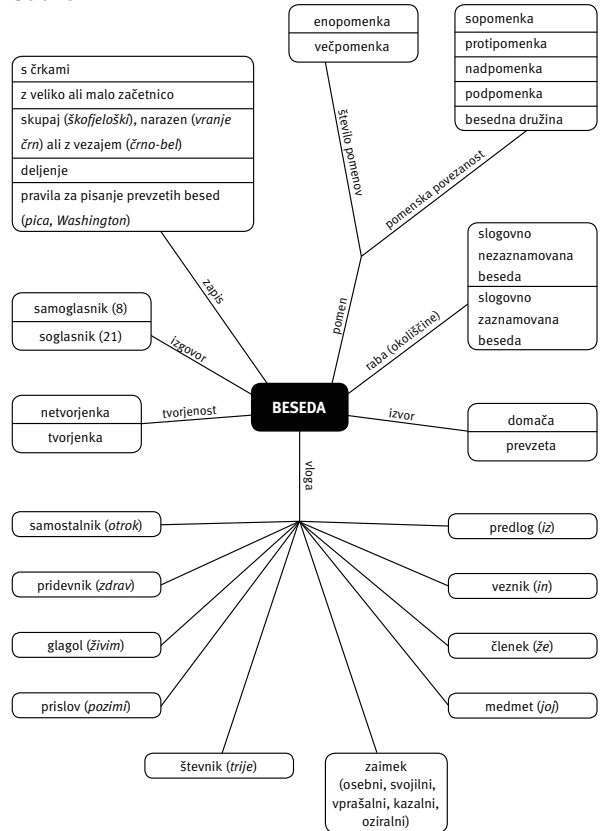 enopomenka
večpomenka
sopomenka
protipomenka
nadpomenka
podpomenka
besedna družina
s črkami
z veliko ali malo začetnico
skupaj (škofjeloški), narazen (vranje
črn) ali z vezajem (črno-bel)
deljenje
pravila za pisanje prevzetih besed
(pica, Washington)
število pomenov
pomenska povezanost
slogovno
nezaznamovana
beseda
slogovno
zaznamovana
beseda
zapis
pomen
raba (okoliščine)
samoglasnik (8)
soglasnik (21)
izgovor
BESEDA
netvorjenka
tvorjenka
tvorjenost
izvor
domača
prevzeta
vloga
samostalnik (otrok)
predlog (iz)
pridevnik (zdrav)
veznik (in)
glagol (živim)
členek (že)
prislov (pozimi)
medmet (joj)
števnik (trije)
zaimek
(osebni, svojilni,
vprašalni, kazalni,
oziralni)